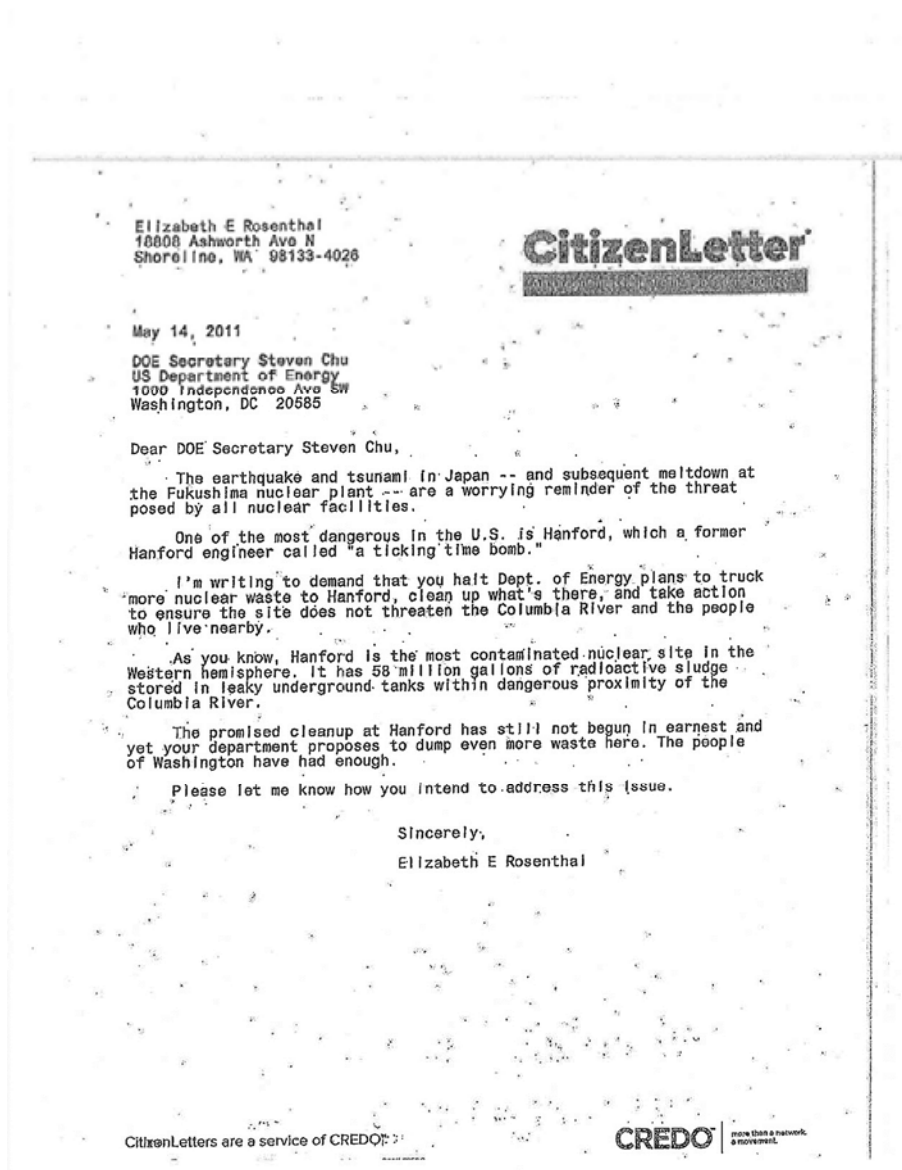 Elizabeth E Rosenthal
18808 Ashworth Ave N
Shoreline, WA 98133-4026
CitizenLetter
May 14, 2011
DOE Secretary Steven Chu
US Department of Energy
1000 Independence Ave SW
Washington, DC 20585
Dear DOE Secretary Steven Chu,
The earthquake and tsunami in Japan -- and subsequent meltdown at
the Fukushima nuclear plant -- are a worrying reminder of the threat
posed by all nuclear facilities.
One of the most dangerous in the U.S. is Hanford, which a former
Hanford engineer called "a ticking time bomb."
I'm writing to demand that you halt Dept. of Energy plans to truck
more nuclear waste to Hanford, clean up what's there, and take action
to ensure the site does not threaten the Columbia River and the people
who live nearby.
As you know, Hanford is the most contaminated nuclear site in the
Western hemisphere. It has 58 million gallons of radioactive sludge
stored in leaky underground tanks within dangerous proximity of the
Columbia River.
The promised cleanup at Hanford has still not begun in earnest and
yet your department proposes to dump even more waste here. The people
of Washington have had enough.
Please let me know how you intend to address this issue.
Sincerely,
Elizabeth E Rosenthal
CitizenLetters are a service of CREDO
CREDO
more than a network.
a movement.